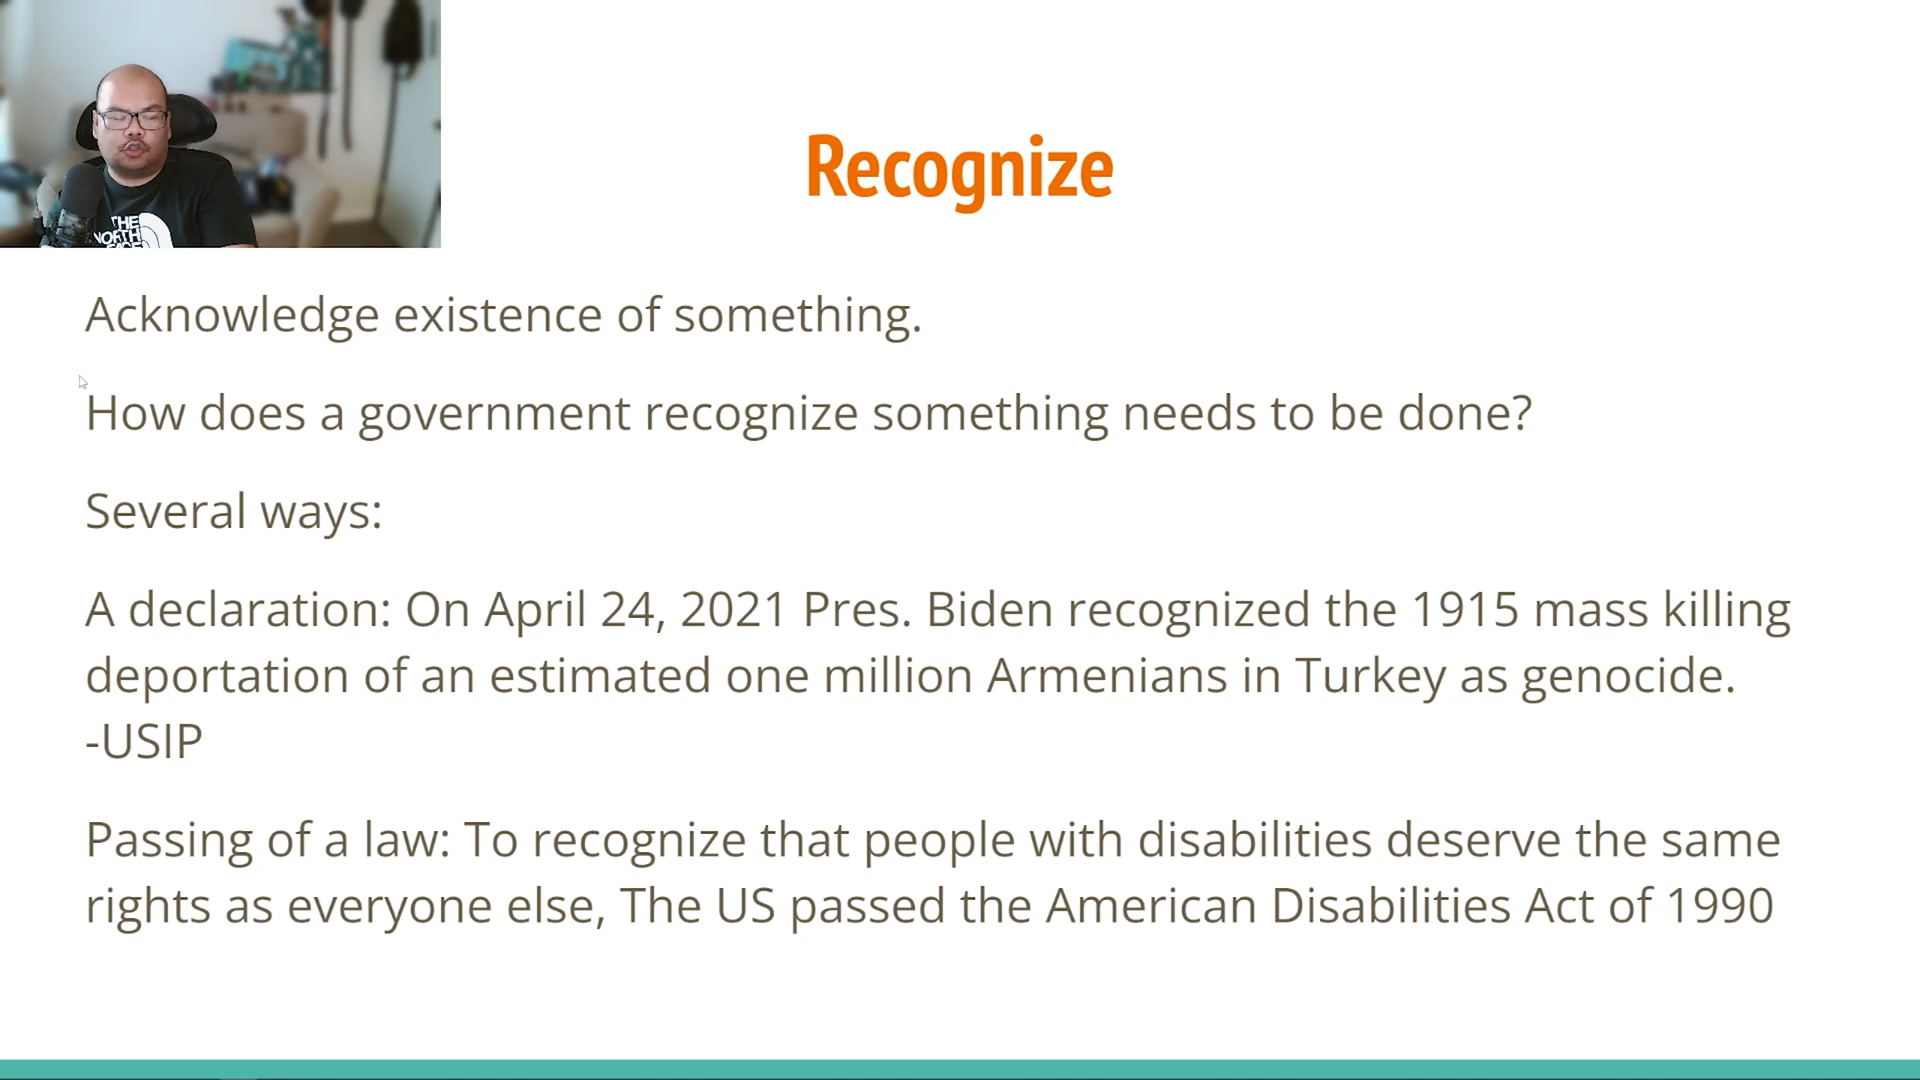 THE
NORTH
FACE
Recognize
Acknowledge existence of something.
How does a government recognize something needs to be done?
Several ways:
A declaration: On April 24, 2021 Pres. Biden recognized the 1915 mass killing
deportation of an estimated one million Armenians in Turkey as genocide.
-USIP
Passing of a law: To recognize that people with disabilities deserve the same
rights as everyone else, The US passed the American Disabilities Act of 1990